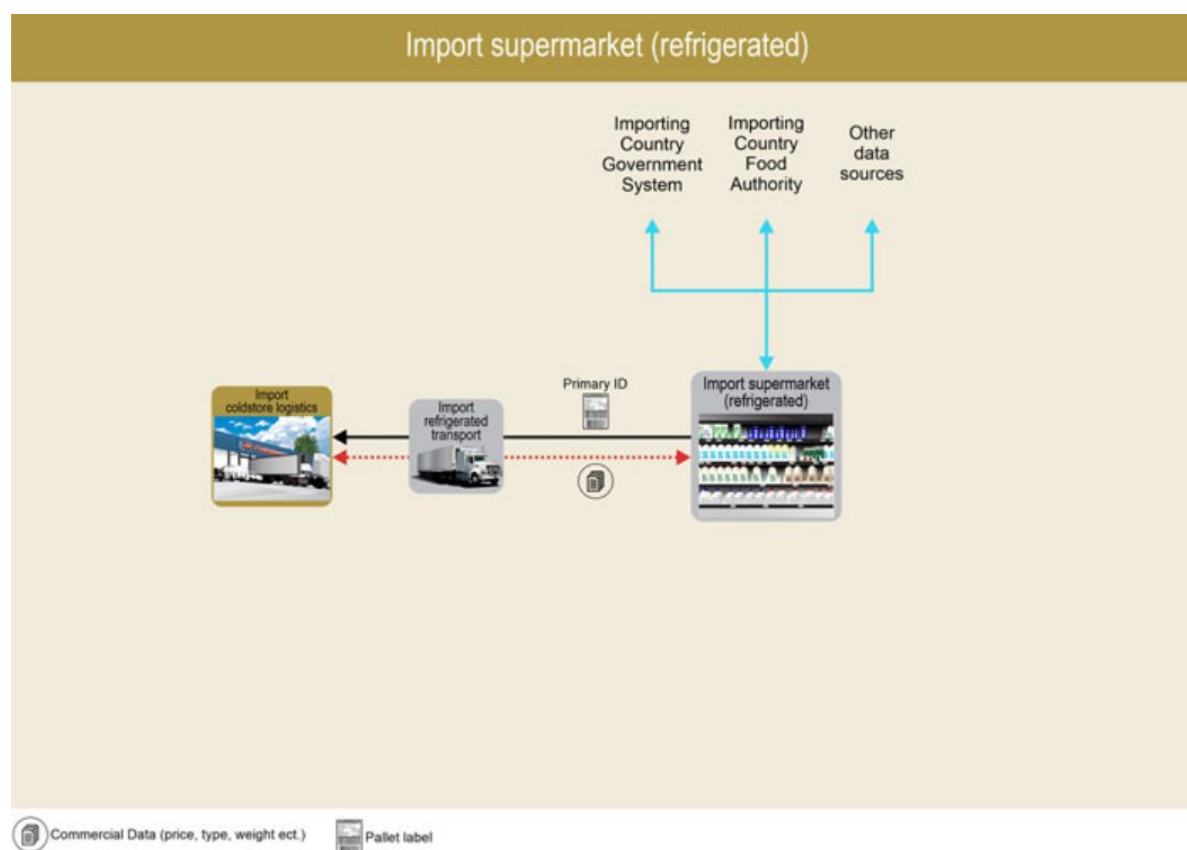 Import supermarket (refrigerated)
Importing
Country
Government
System
Importing
Country
Food
Authority
Other
data
sources
Primary ID
Import
coldstore logistics
Import
refrigerated
transport
Import supermarket
(refrigerated)
Commercial Data (price, type, weight ect.)
Pallet label